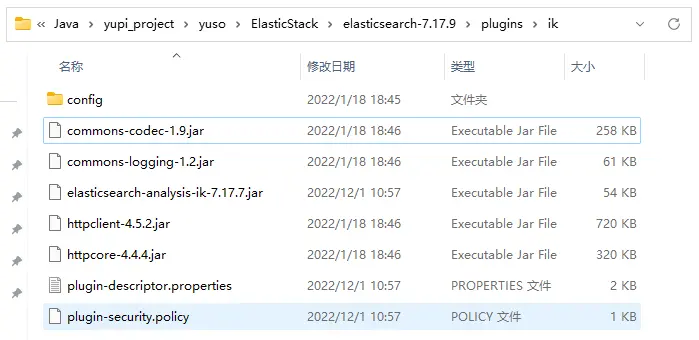 « Java > yupi_project > yuso > ElasticStack > elasticsearch-7.17.9 > plugins > ik
名称 修改日期 类型 大小
config 2022/1/18 18:45 文件夹
commons-codec-1.9.jar 2022/1/18 18:46 Executable Jar File 258 KB
commons-logging-1.2.jar 2022/1/18 18:46 Executable Jar File 61 KB
elasticsearch-analysis-ik-7.17.7.jar 2022/12/1 10:57 Executable Jar File 54 KB
httpclient-4.5.2.jar 2022/1/18 18:46 Executable Jar File 720 KB
httpcore-4.4.4.jar 2022/1/18 18:46 Executable Jar File 320 KB
plugin-descriptor.properties 2022/12/1 10:57 PROPERTIES 文件 2 KB
plugin-security.policy 2022/12/1 10:57 POLICY 文件 1 KB